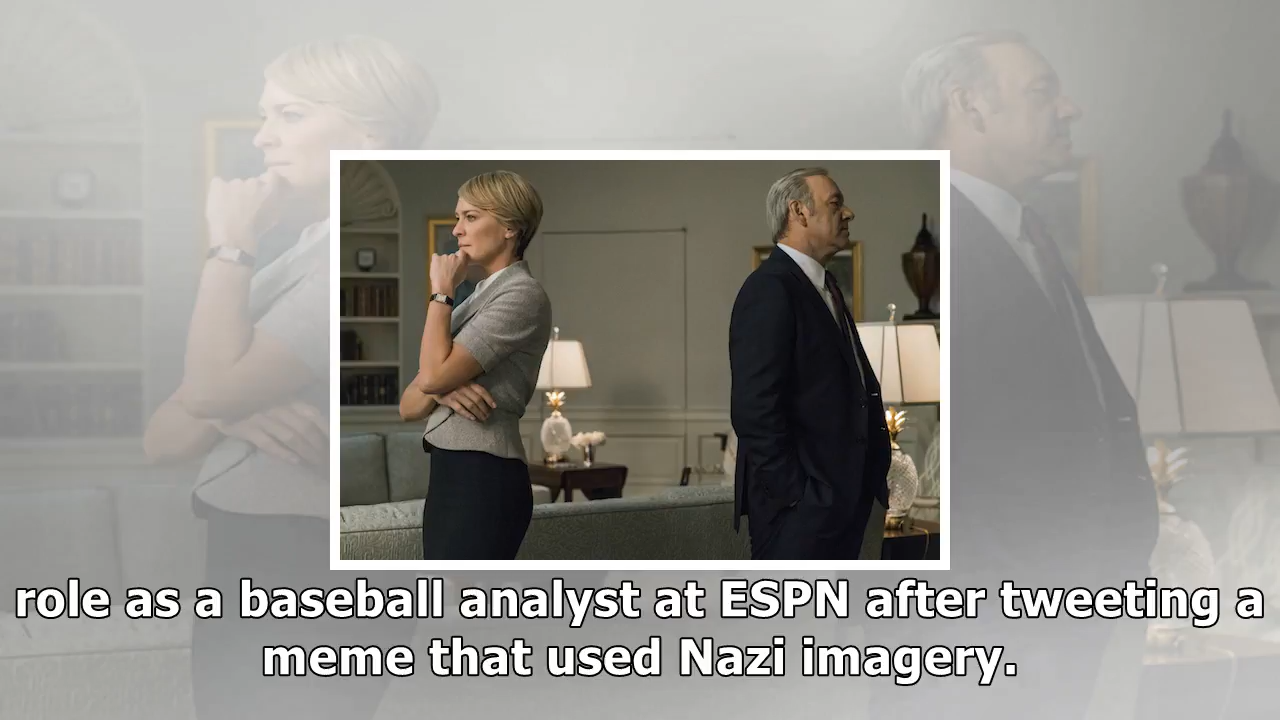 role as a baseball analyst at ESPN after tweeting a
meme that used Nazi imagery.